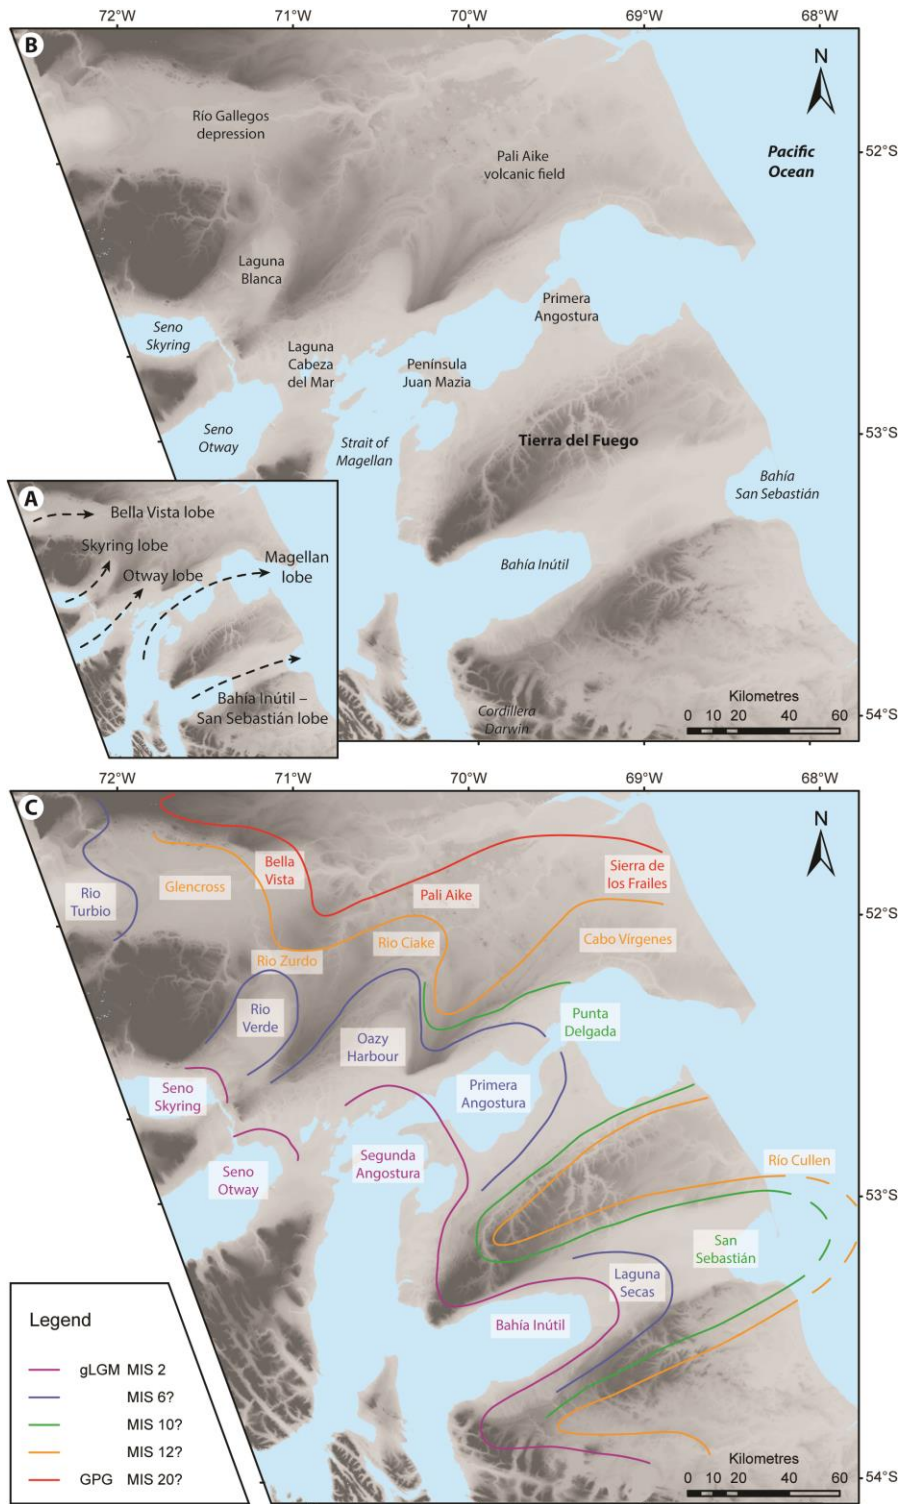 72°W 71°W 70°W 69°W 68°W
B
N
Río Gallegos
depression
52°S
Pacific
Ocean
Pali Aike
volcanic field
Laguna
Blanca
Primera
Angostura
Seno
Skyring
Laguna
Cabeza
del Mar
Península
Juan Mazia
Seno
Otway
Strait of
Magellan
Tierra del Fuego
53°S
Bahía
San Sebastián
A
Bella Vista lobe
Skyring lobe
Otway lobe
Magellan
lobe
Bahía Inútil –
San Sebastián lobe
Bahía Inútil
Cordillera
Darwin
Kilometres
0 10 20 40 60
54°S
72°W 71°W 70°W 69°W 68°W
C
N
Rio
Turbio
Glencross
Bella
Vista
Pali Aike
Sierra de
los Frailes
52°S
Rio Zurdo
Rio Ciake
Cabo Vírgenes
Rio
Verde
Oazy
Harbour
Punta
Delgada
Seno
Skyring
Primera
Angostura
Seno
Otway
Segunda
Angostura
Río Cullen
53°S
San
Sebastián
Laguna
Secas
Bahía Inútil
Legend
gLGM MIS 2
MIS 6?
MIS 10?
MIS 12?
GPG MIS 20?
Kilometres
0 10 20 40 60
54°S